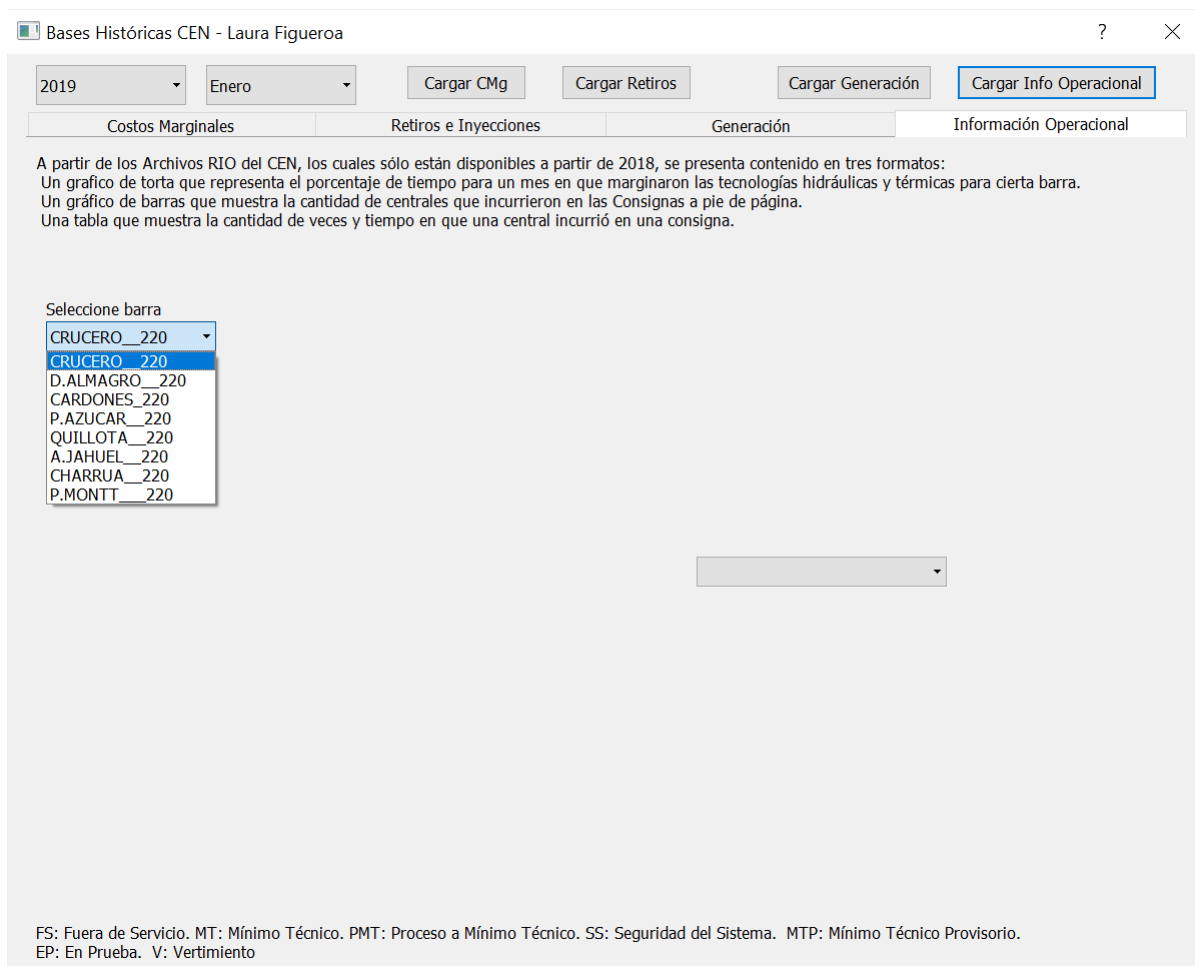 Bases Históricas CEN - Laura Figueroa
?
2019
Enero
Cargar CMg
Cargar Retiros
Cargar Generación
Cargar Info Operacional
Costos Marginales
Retiros e Inyecciones
Generación
Información Operacional
A partir de los Archivos RIO del CEN, los cuales sólo están disponibles a partir de 2018, se presenta contenido en tres formatos:
Un grafico de torta que representa el porcentaje de tiempo para un mes en que marginaron las tecnologías hidráulicas y térmicas para cierta barra.
Un gráfico de barras que muestra la cantidad de centrales que incurrieron en las Consignas a pie de página.
Una tabla que muestra la cantidad de veces y tiempo en que una central incurrió en una consigna.
Seleccione barra
CRUCERO__220
CRUCERO__220
D.ALMAGRO__220
CARDONES_220
P.AZUCAR__220
QUILLOTA__220
A.JAHUEL__220
CHARRUA__220
P.MONTT___220
FS: Fuera de Servicio. MT: Mínimo Técnico. PMT: Proceso a Mínimo Técnico. SS: Seguridad del Sistema.  MTP: Mínimo Técnico Provisorio.
EP: En Prueba.  V: Vertimiento